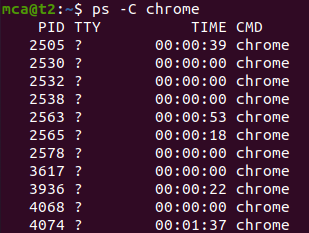 mca@t2:~$ ps -C chrome
    PID TTY          TIME CMD
   2505 ?        00:00:39 chrome
   2530 ?        00:00:00 chrome
   2532 ?        00:00:00 chrome
   2538 ?        00:00:00 chrome
   2563 ?        00:00:53 chrome
   2565 ?        00:00:18 chrome
   2578 ?        00:00:00 chrome
   3617 ?        00:00:00 chrome
   3936 ?        00:00:22 chrome
   4068 ?        00:00:00 chrome
   4074 ?        00:01:37 chrome